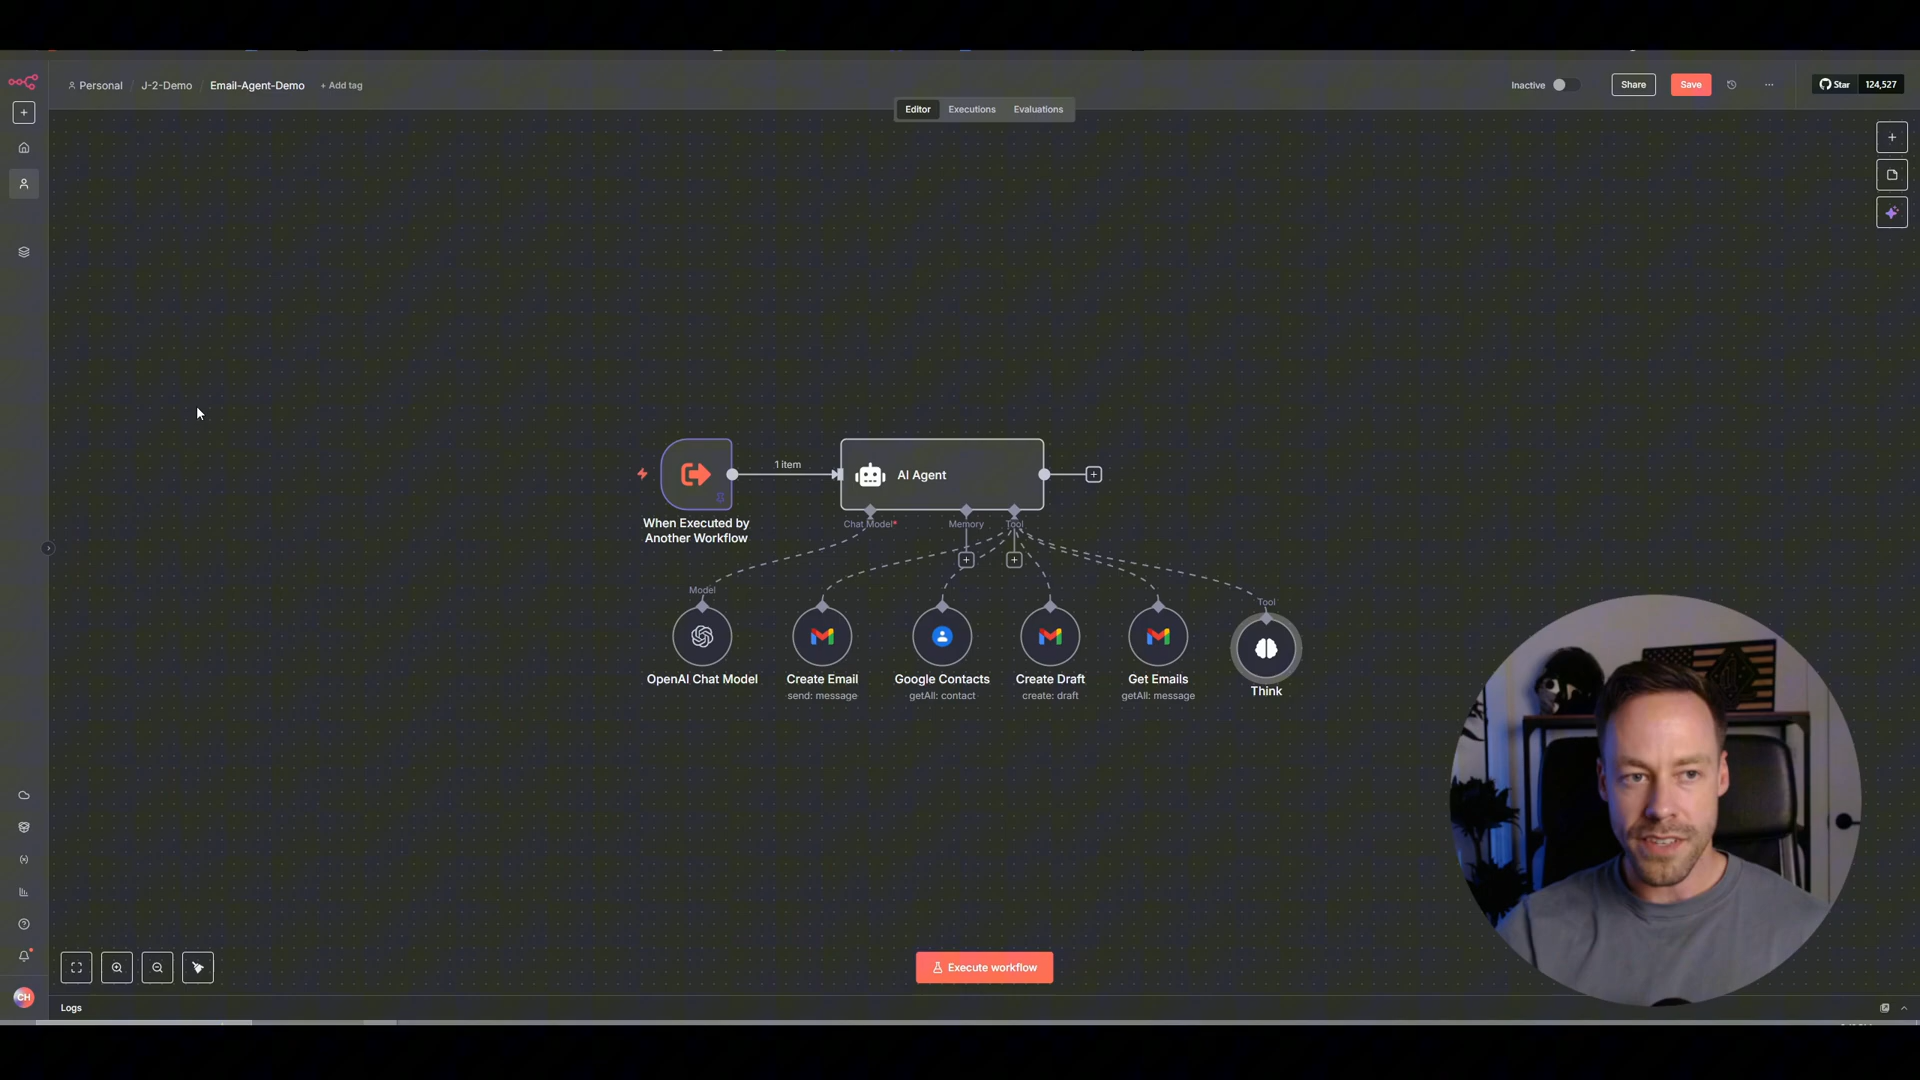 Personal / J-2-Demo / Email-Agent-Demo + Add tag
Inactive
Share
Save
Star 124,527
Editor Executions Evaluations
1 item
AI Agent
When Executed by
Another Workflow
Chat Model*
Memory
Tool
Model
Tool
OpenAI Chat Model
Create Email
send: message
Google Contacts
getAll: contact
Create Draft
create: draft
Get Emails
getAll: message
Think
Execute workflow
CH
Logs